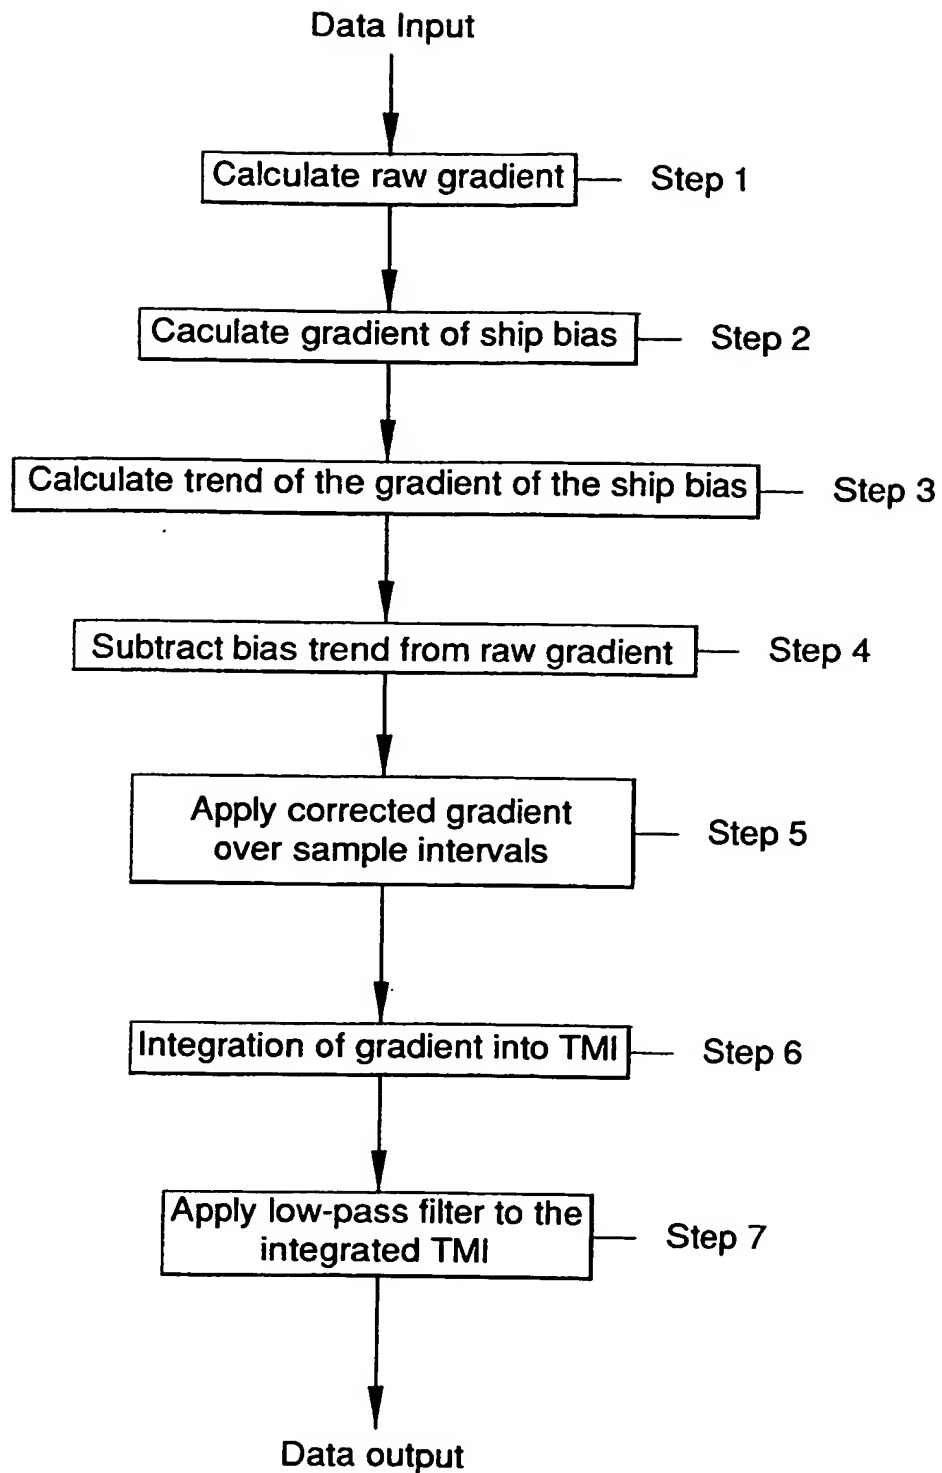 Data Input
Calculate raw gradient
Step 1
Caculate gradient of ship bias
Step 2
Calculate trend of the gradient of the ship bias
Step 3
Subtract bias trend from raw gradient
Step 4
Apply corrected gradient
over sample intervals
Step 5
Integration of gradient into TMI
Step 6
Apply low-pass filter to the
integrated TMI
Step 7
Data output